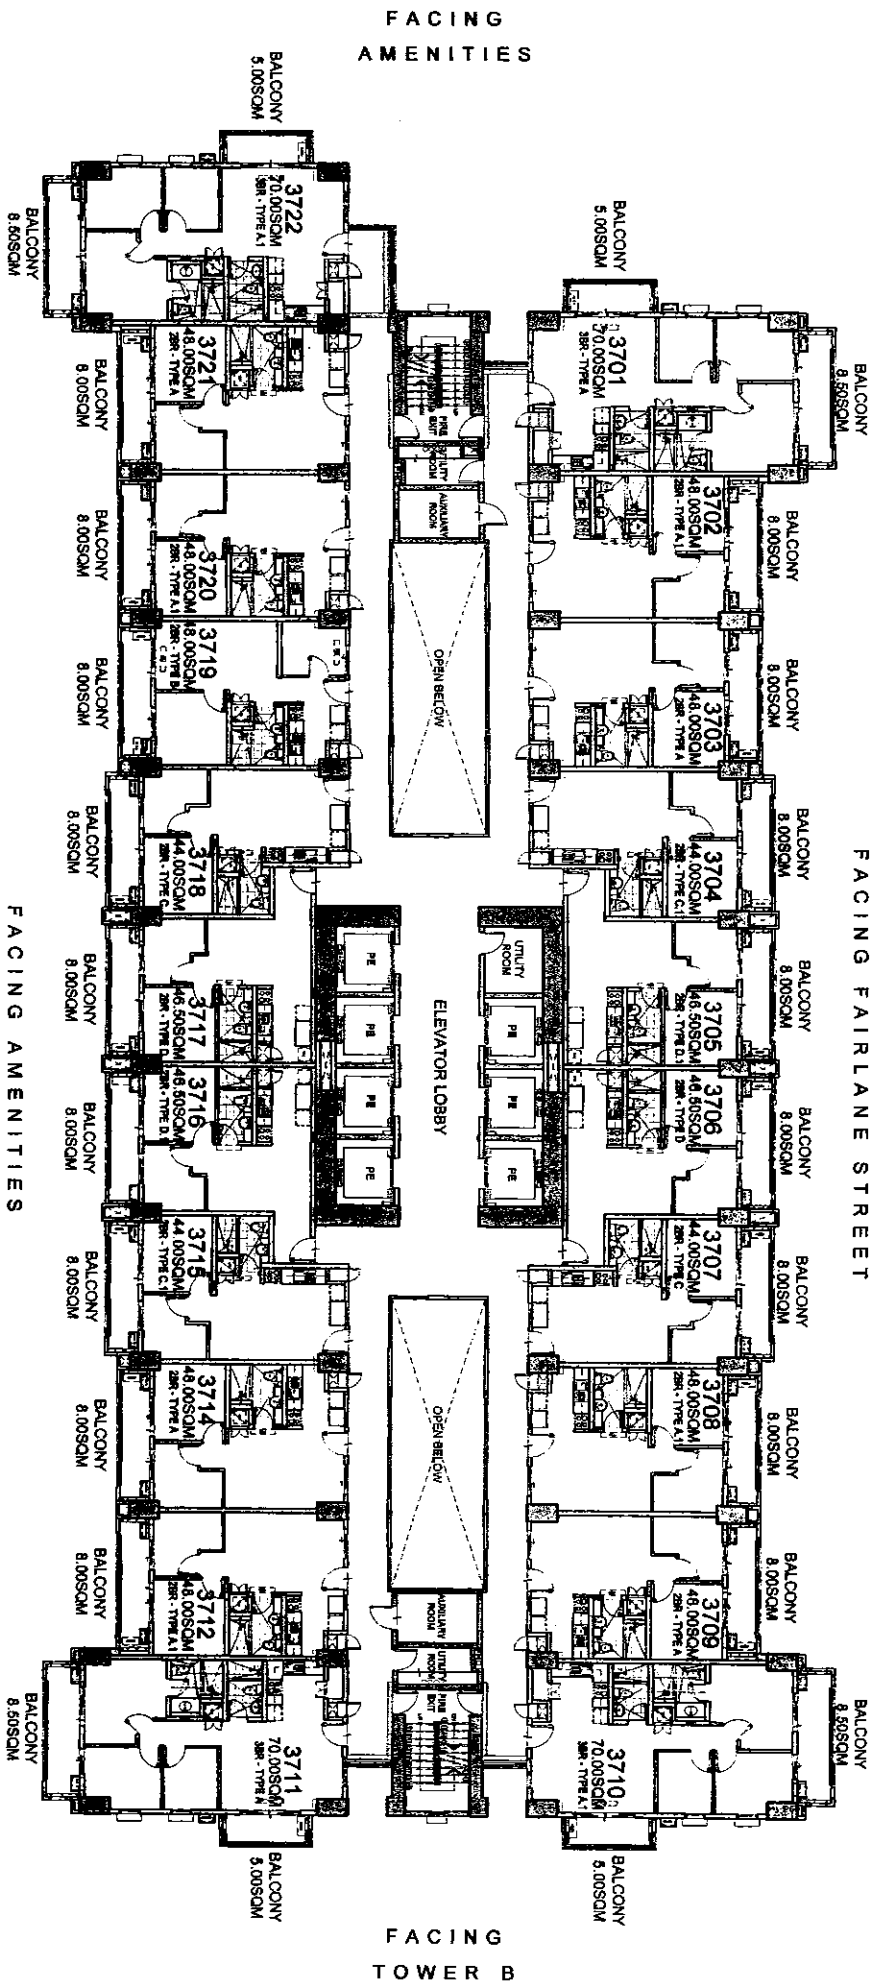 FACING
AMENITIES
BALCONY
5.00SQM
BALCONY
8.50SQM
3722
70.00SQM
3BR - TYPE A.1
BALCONY
5.00SQM
3701
70.00SQM
3BR - TYPE A
BALCONY
8.50SQM
BALCONY
8.00SQM
3721
48.00SQM
2BR - TYPE A
FIRE
EXIT
UTILITY
ROOM
AUXILIARY
ROOM
3702
48.00SQM
2BR - TYPE A.1
BALCONY
8.00SQM
BALCONY
8.00SQM
3720
48.00SQM
2BR - TYPE A.1
BALCONY
8.00SQM
3719
48.00SQM
2BR - TYPE B
OPEN BELOW
3703
48.00SQM
2BR - TYPE A
BALCONY
8.00SQM
BALCONY
8.00SQM
3718
44.00SQM
2BR - TYPE C
3704
44.00SQM
2BR - TYPE C.1
BALCONY
8.00SQM
FACING AMENITIES
FACING FAIRLANE STREET
BALCONY
8.00SQM
3717
46.50SQM
2BR - TYPE D
PE
PE
PE
PE
ELEVATOR LOBBY
UTILITY
ROOM
PE
PE
PE
3705
46.50SQM
2BR - TYPE D.1
BALCONY
8.00SQM
BALCONY
8.00SQM
3716
46.50SQM
2BR - TYPE D.1
3706
46.50SQM
2BR - TYPE D
BALCONY
8.00SQM
BALCONY
8.00SQM
3715
44.00SQM
2BR - TYPE C.1
3707
44.00SQM
2BR - TYPE C
BALCONY
8.00SQM
BALCONY
8.00SQM
3714
48.00SQM
2BR - TYPE A
OPEN BELOW
3708
48.00SQM
2BR - TYPE A.1
BALCONY
8.00SQM
BALCONY
8.00SQM
3712
48.00SQM
2BR - TYPE A.1
AUXILIARY
ROOM
UTILITY
ROOM
FIRE
EXIT
3709
48.00SQM
2BR - TYPE A
BALCONY
8.00SQM
BALCONY
8.50SQM
3711
70.00SQM
3BR - TYPE A
BALCONY
5.00SQM
3710
70.00SQM
3BR - TYPE A.1
BALCONY
8.50SQM
BALCONY
5.00SQM
FACING
TOWER B